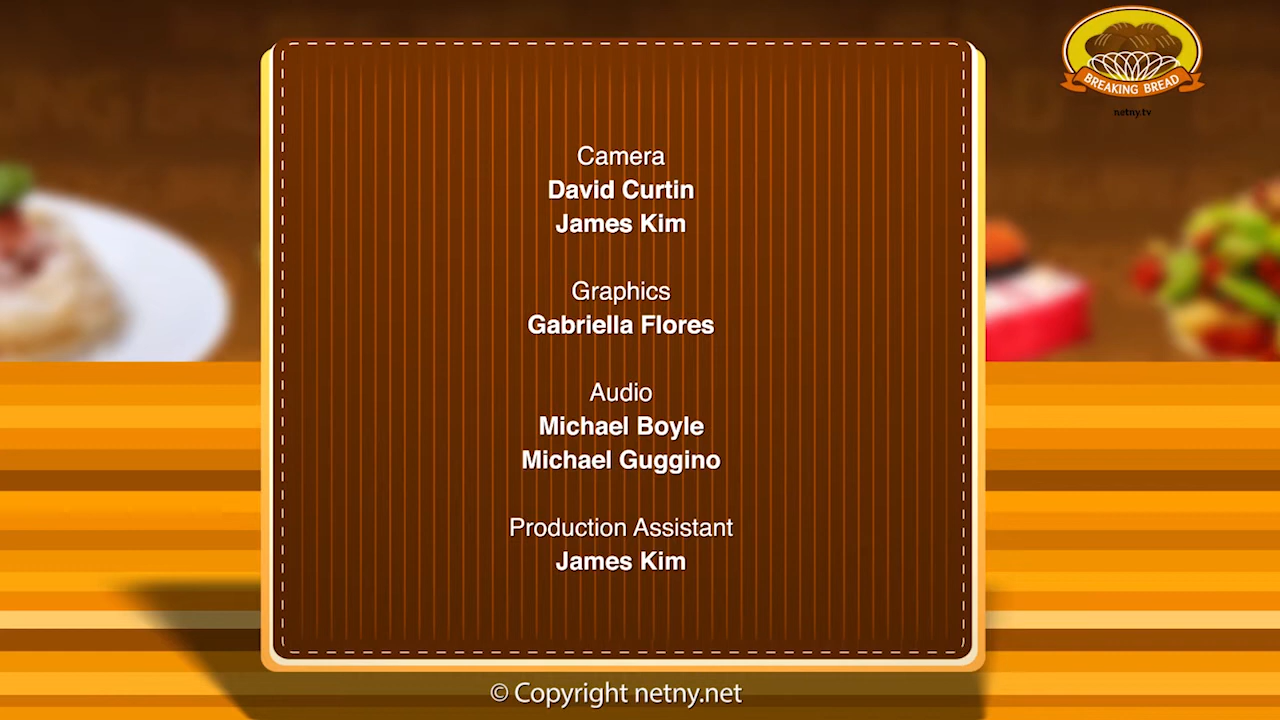 BREAKING BREAD
netny.tv
Camera
David Curtin
James Kim
Graphics
Gabriella Flores
Audio
Michael Boyle
Michael Guggino
Production Assistant
James Kim
© Copyright netny.net